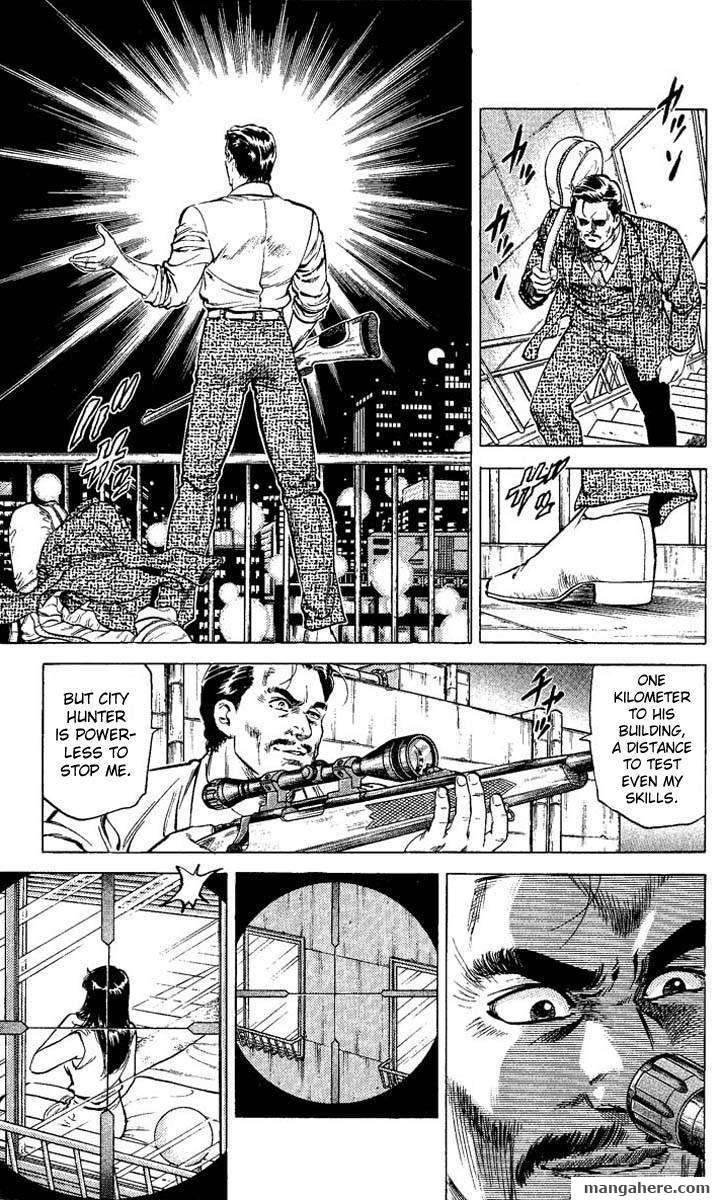 ONE
KILOMETER
TO HIS
BUILDING,
A DISTANCE
TO TEST
EVEN MY
SKILLS.
BUT CITY
HUNTER
IS POWER-
LESS TO
STOP ME.
mangahere.com